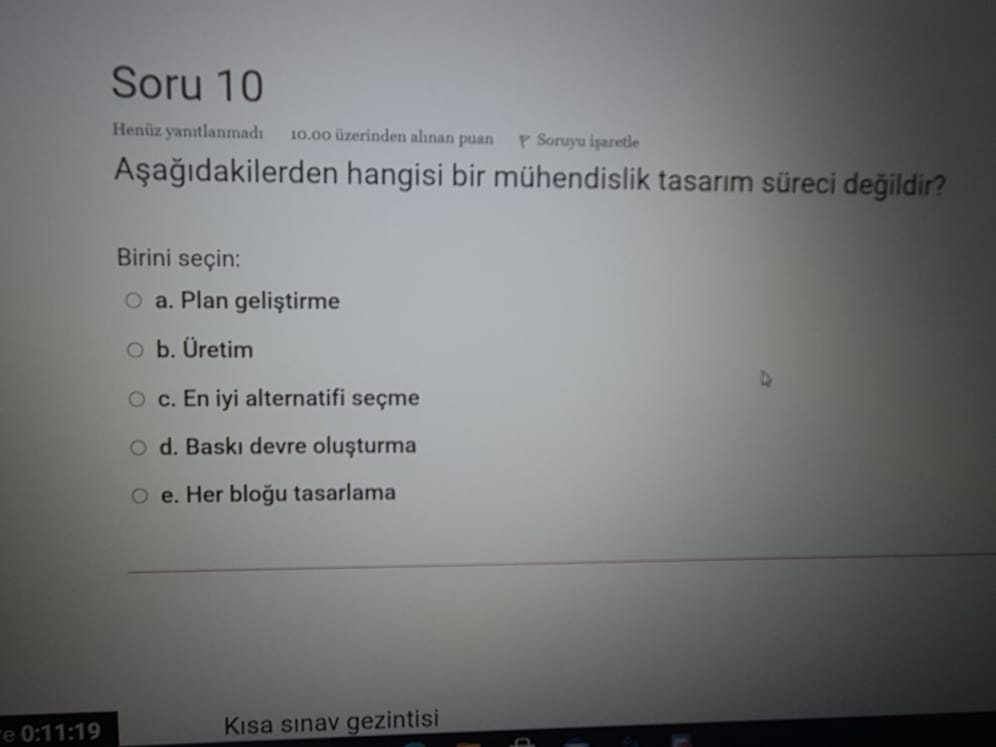 Soru 10
Henüz yanıtlanmadı 10.00 üzerinden alınan puan Soruyu işaretle
Aşağıdakilerden hangisi bir mühendislik tasarım süreci değildir?
Birini seçin:
a. Plan geliştirme
b. Üretim
c. En iyi alternatifi seçme
d. Baskı devre oluşturma
e. Her bloğu tasarlama
Kısa sınav gezintisi
0:11:19